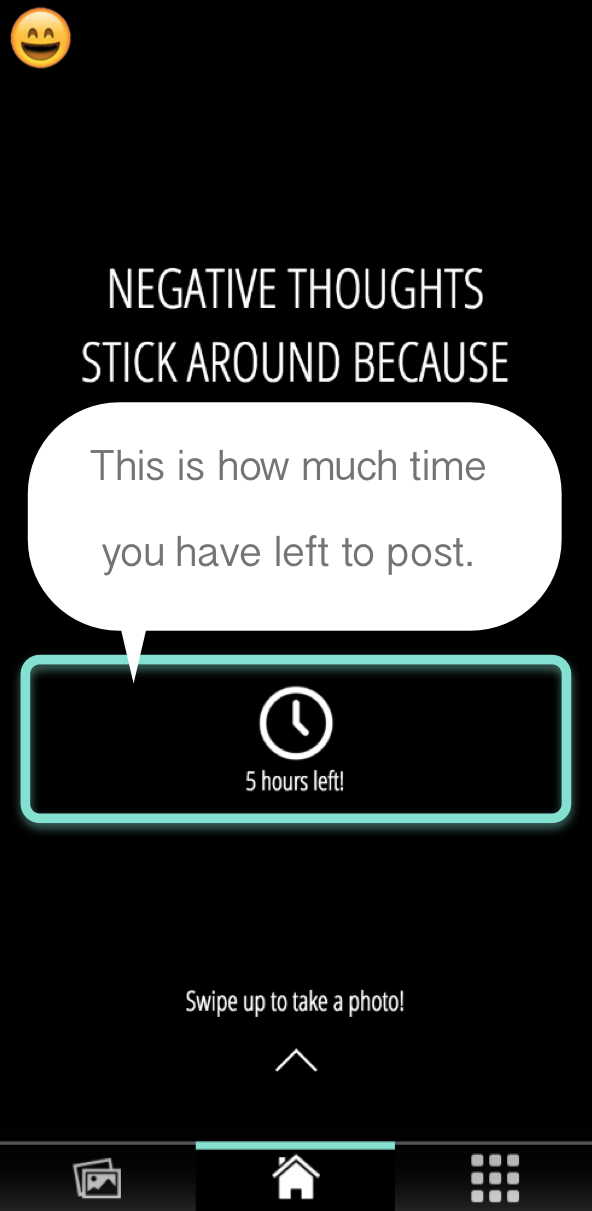 NEGATIVE THOUGHTS
STICK AROUND BECAUSE
This is how much time
you have left to post.
5 hours left!
Swipe up to take a photo!